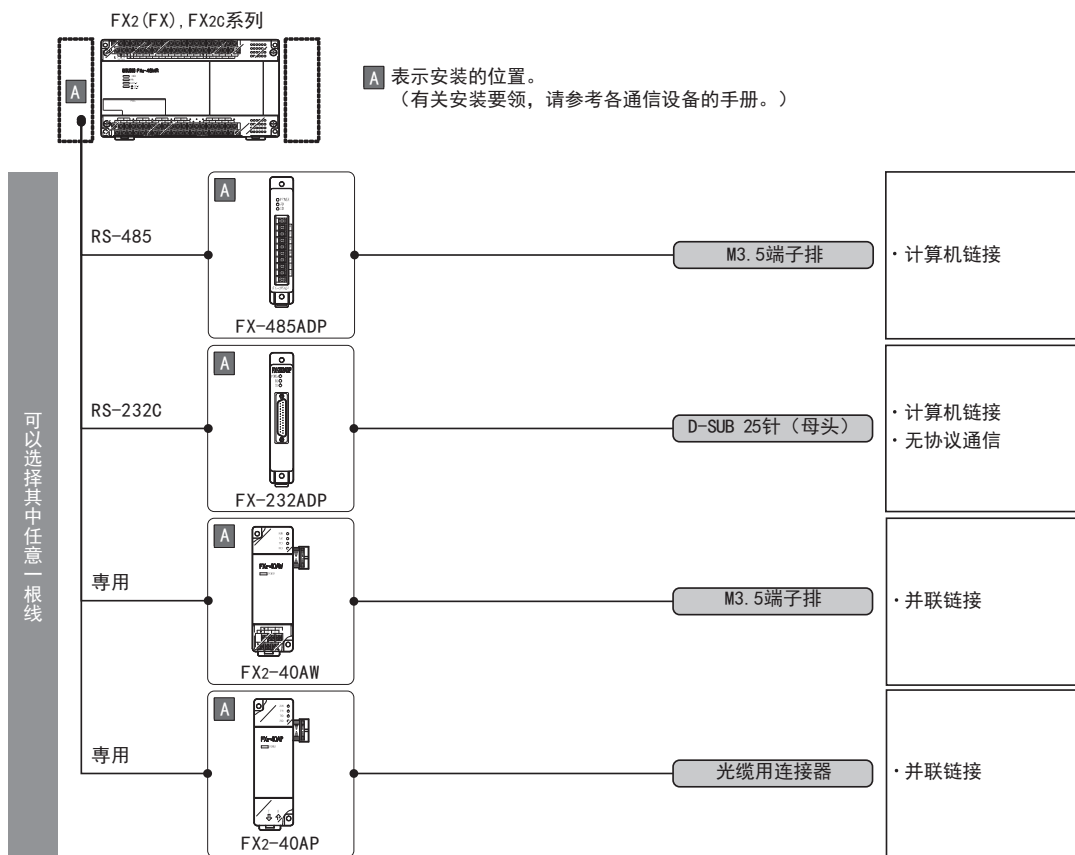 FX2(FX), FX2C系列
A
A 表示安装的位置。
（有关安装要领，请参考各通信设备的手册。）
可以选择其中任意一根线
RS-485
A
FX-485ADP
M3.5端子排
・计算机链接
RS-232C
A
FX-232ADP
D-SUB 25针（母头）
・计算机链接
・无协议通信
专用
A
FX2-40AW
FX2-40AW
M3.5端子排
・并联链接
专用
A
FX2-40AP
FX2-40AP
光缆用连接器
・并联链接